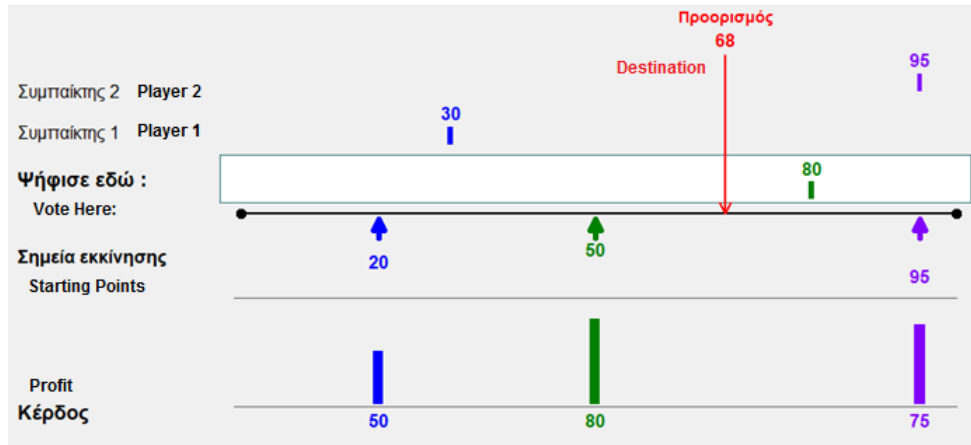 Προορισμός
68
Destination
95
Συμπαίκτης 2 Player 2
30
Συμπαίκτης 1 Player 1
80
Ψήφισε εδώ :
Vote Here:
Σημεία εκκίνησης
20 50 95
Starting Points
Profit
Κέρδος
50 80 75